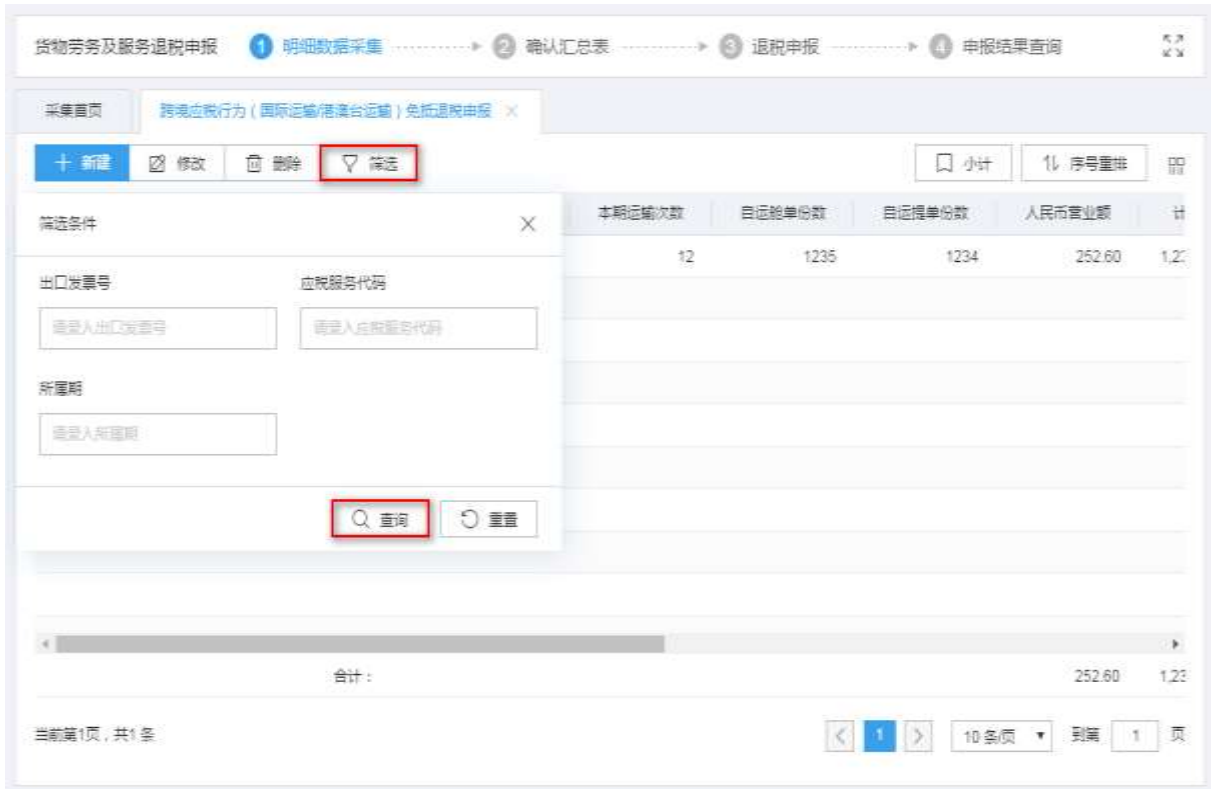 货物劳务及服务退税申报 1 明细数据采集 2 确认汇总表 3 退税申报 4 申报结果查询
采集首页 跨境应税行为(国际运输/港澳台运输)免抵退税申报
新建 修改 删除 筛选 小计 序号重排
筛选条件
本期运输次数 自运舱单份数 自运提单份数 人民币营业额 计
12 1235 1234 252.60
出口发票号 应税服务代码
请录入出口发票号 请录入应税服务代码
所属期
请录入所属期
查询 重置
合计: 252.60 1,23
当前第1页,共1条 1 10条/页 到第 1 页